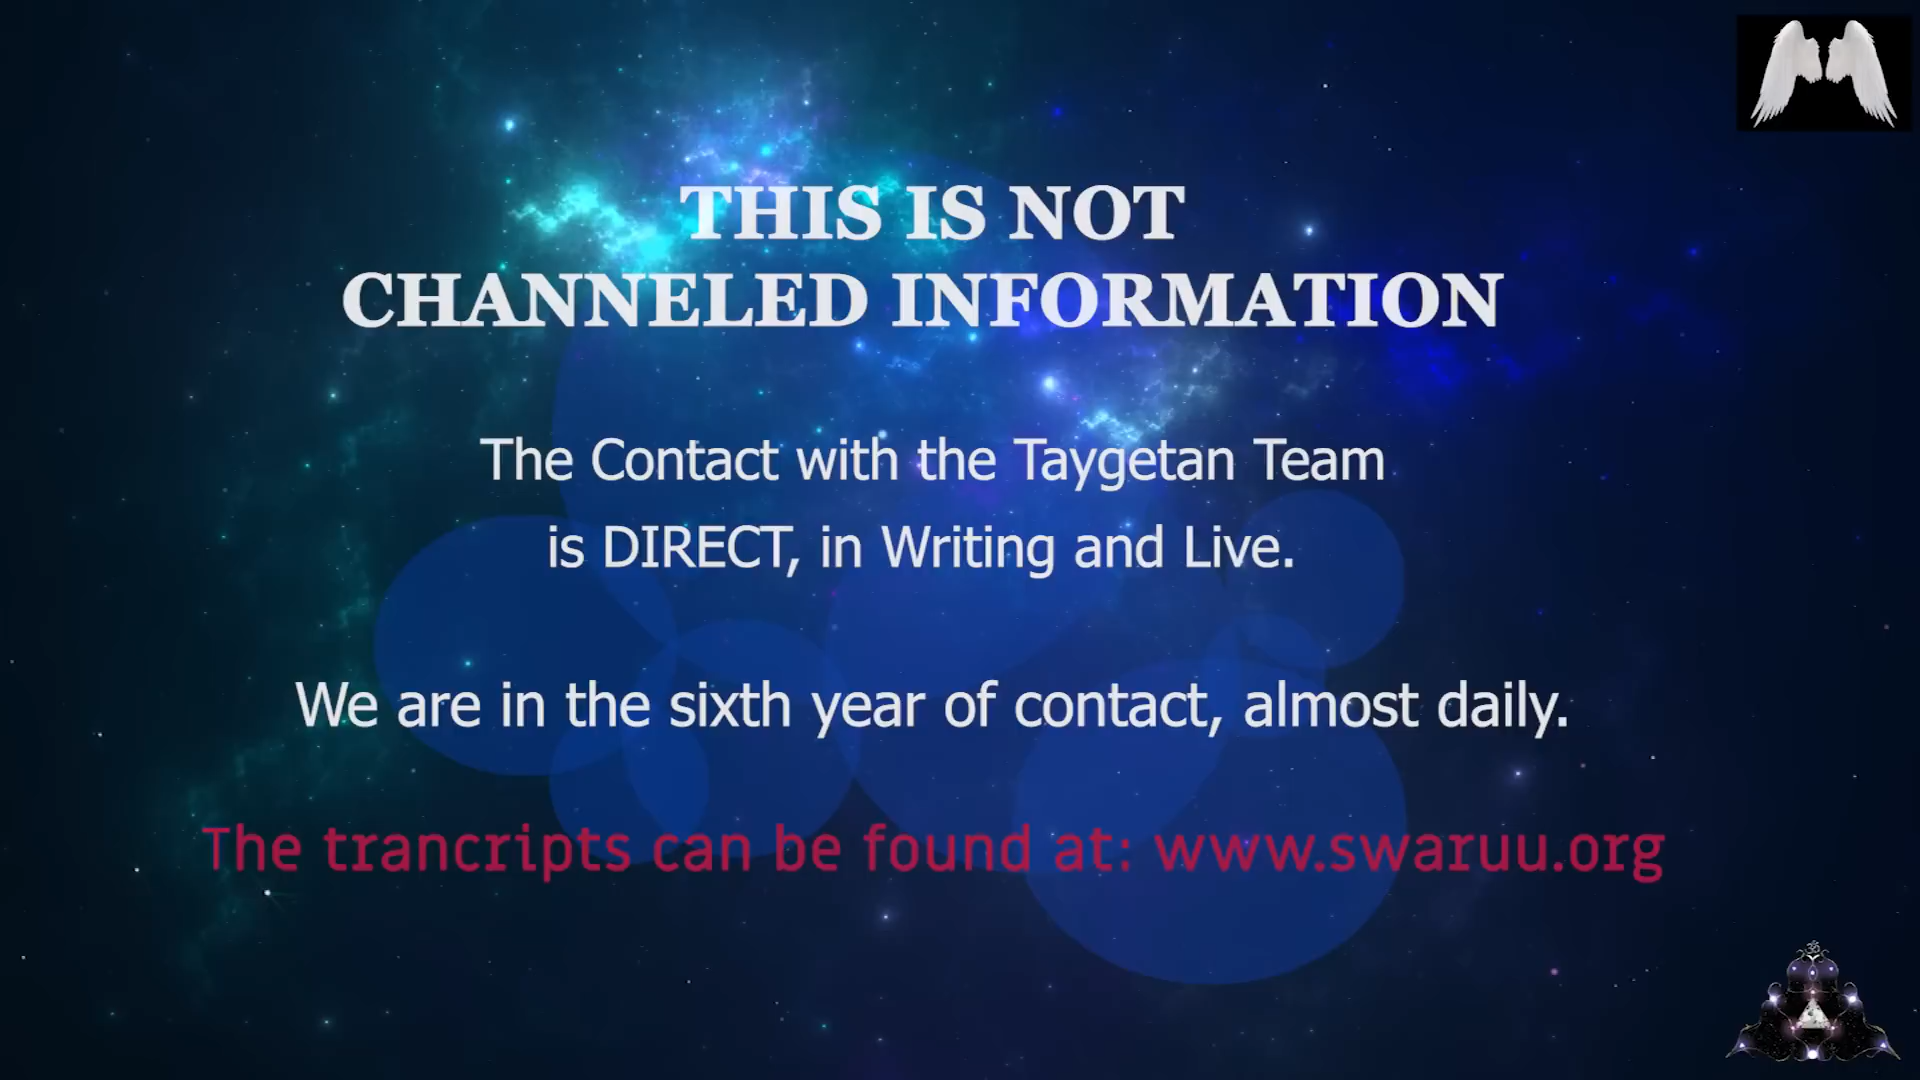 THIS IS NOT
CHANNELED INFORMATION
The Contact with the Taygetan Team
is DIRECT, in Writing and Live.
We are in the sixth year of contact, almost daily.
The trancripts can be found at: www.swaruu.org
ॐ